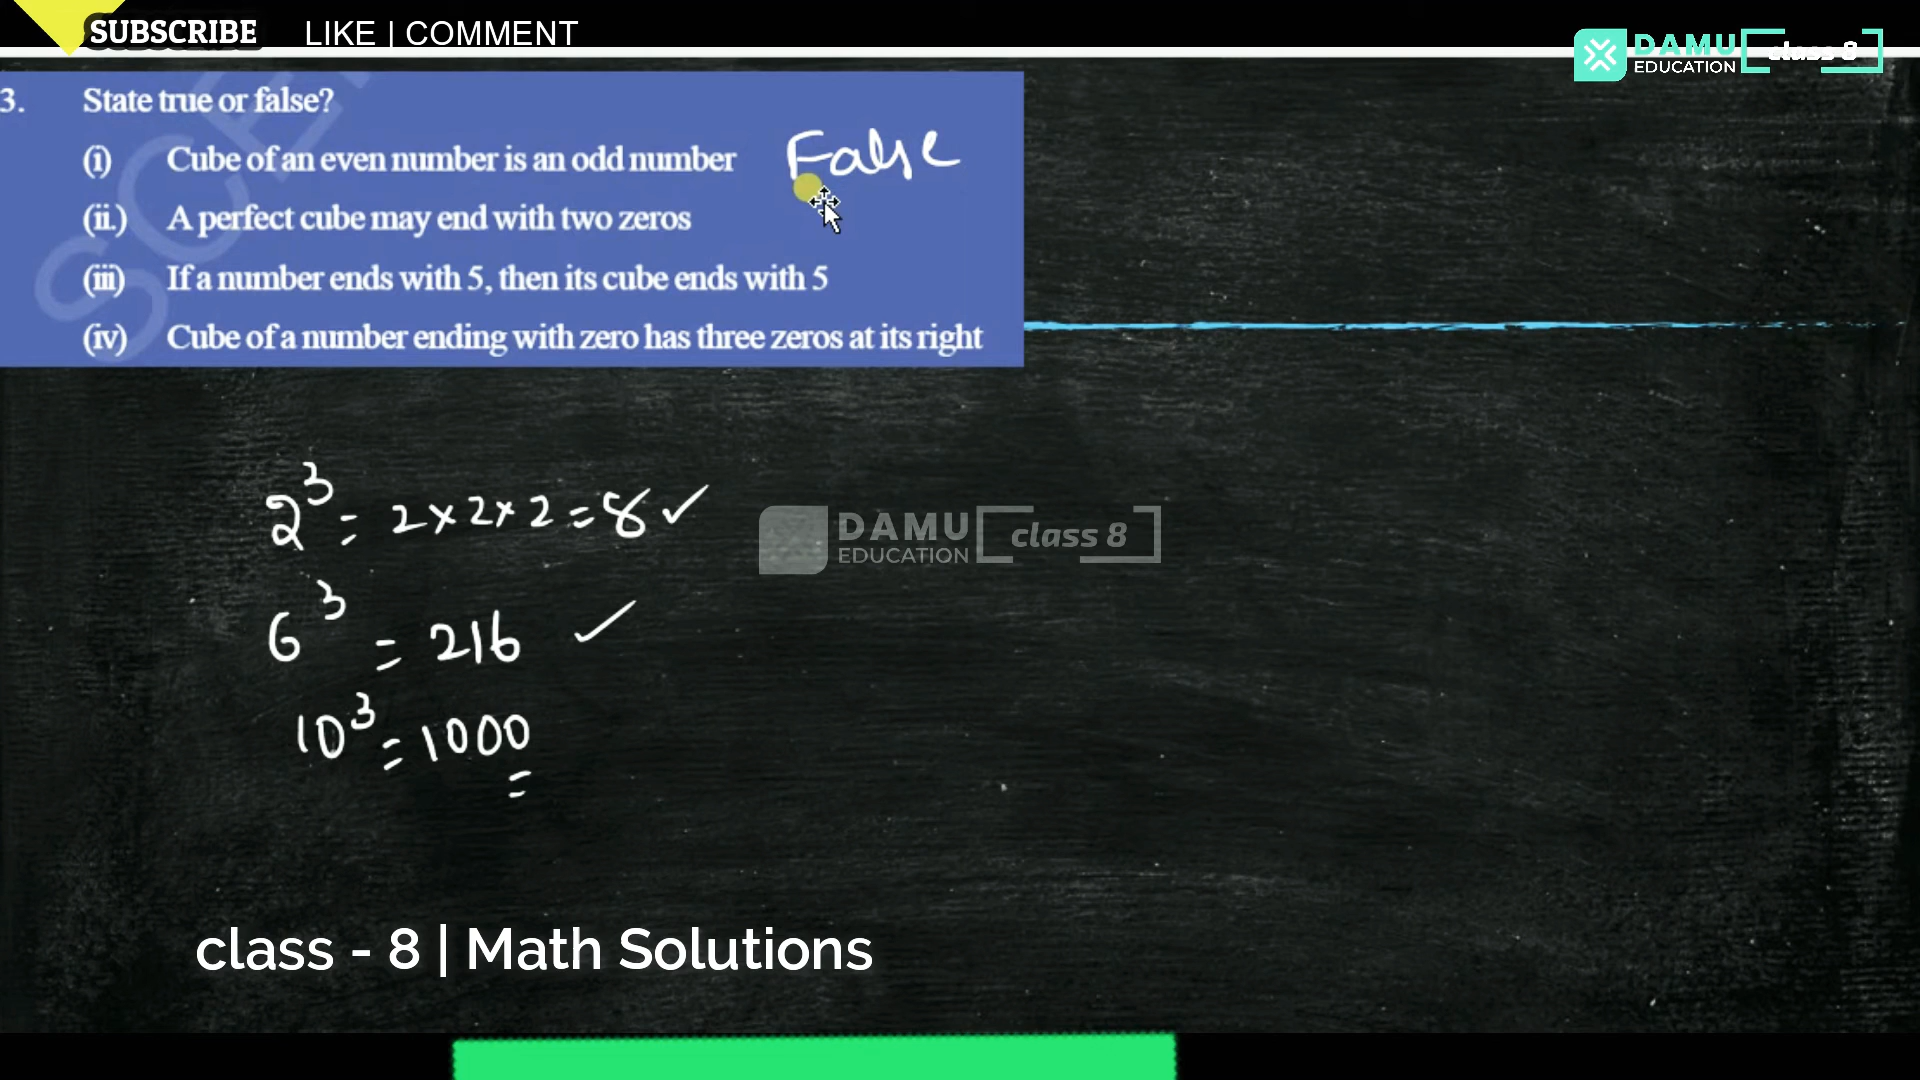 SUBSCRIBE LIKE | COMMENT
DAMU EDUCATION class 8
3. State true or false?
(i) Cube of an even number is an odd number False
(ii.) A perfect cube may end with two zeros
(iii) If a number ends with 5, then its cube ends with 5
(iv) Cube of a number ending with zero has three zeros at its right
2³ = 2 × 2 × 2 = 8 ✓
DAMU EDUCATION class 8
6³ = 216 ✓
10³ = 1000
class - 8 | Math Solutions